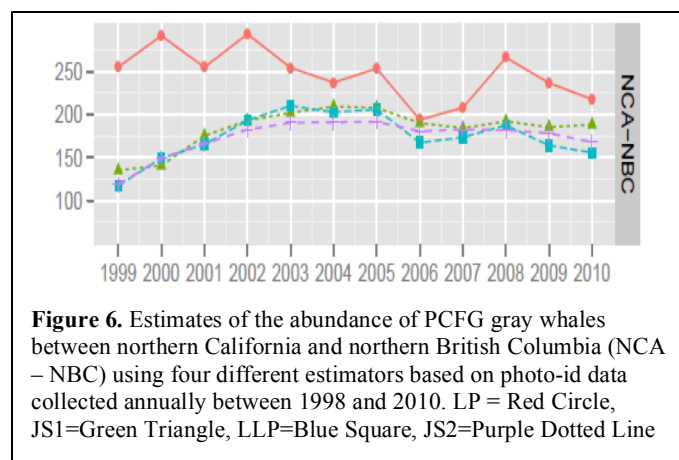 250
200
150
100
NCA–NBC
1999 2000 2001 2002 2003 2004 2005 2006 2007 2008 2009 2010
Figure 6. Estimates of the abundance of PCFG gray whales
between northern California and northern British Columbia (NCA
– NBC) using four different estimators based on photo-id data
collected annually between 1998 and 2010. LP = Red Circle,
JS1=Green Triangle, LLP=Blue Square, JS2=Purple Dotted Line